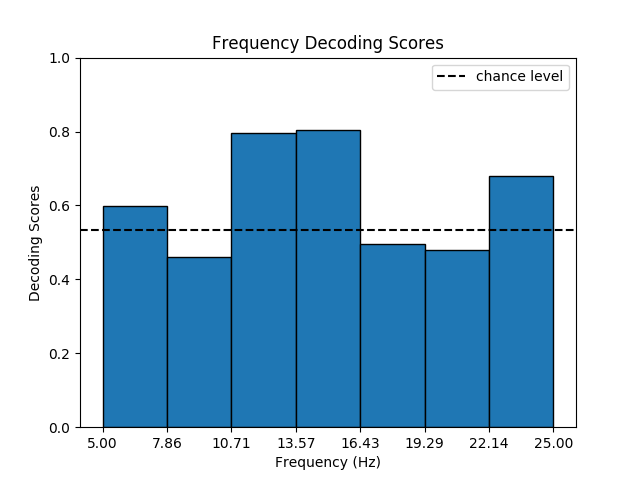 Frequency Decoding Scores
chance level
1.0
0.8
0.6
0.4
0.2
0.0
Decoding Scores
5.00 7.86 10.71 13.57 16.43 19.29 22.14 25.00
Frequency (Hz)